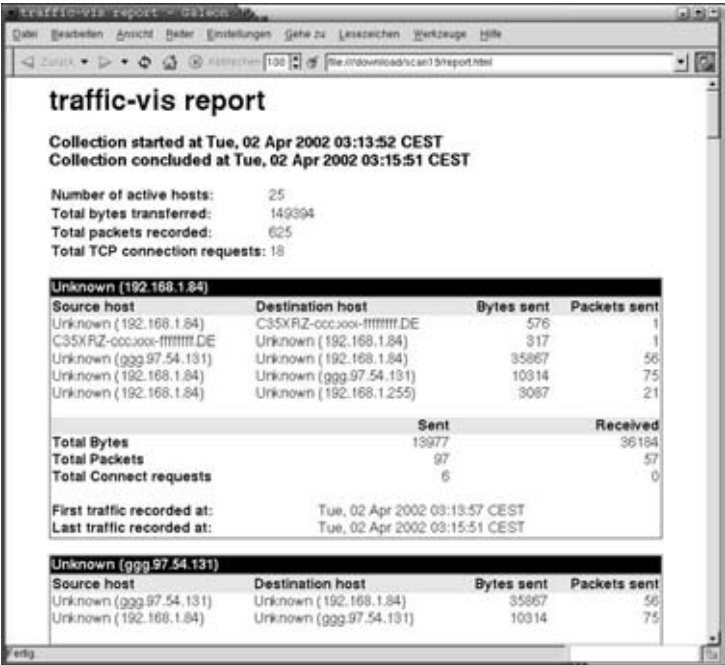 traffic-vis report - Galeon
Datei Bearbeiten Ansicht Reiter Einstellungen Gehe zu Lesezeichen Werkzeuge Hilfe
Zurück Abbrechen 100 file:///download/scan15/report.html
traffic-vis report
Collection started at Tue, 02 Apr 2002 03:13:52 CEST
Collection concluded at Tue, 02 Apr 2002 03:15:51 CEST
Number of active hosts: 25
Total bytes transferred: 149394
Total packets recorded: 625
Total TCP connection requests: 18
Unknown (192.168.1.84)
Source host Destination host Bytes sent Packets sent
Unknown (192.168.1.84) C35XRZ-ccc.xxx-ffffffff.DE 576 1
C35XRZ-ccc.xxx-ffffffff.DE Unknown (192.168.1.84) 317 1
Unknown (ggg.97.54.131) Unknown (192.168.1.84) 35867 56
Unknown (192.168.1.84) Unknown (ggg.97.54.131) 10314 75
Unknown (192.168.1.84) Unknown (192.168.1.255) 3087 21
Sent Received
Total Bytes 13977 36184
Total Packets 97 57
Total Connect requests 6 0
First traffic recorded at: Tue, 02 Apr 2002 03:13:57 CEST
Last traffic recorded at: Tue, 02 Apr 2002 03:15:51 CEST
Unknown (ggg.97.54.131)
Source host Destination host Bytes sent Packets sent
Unknown (ggg.97.54.131) Unknown (192.168.1.84) 35867 56
Unknown (192.168.1.84) Unknown (ggg.97.54.131) 10314 75
Fertig.